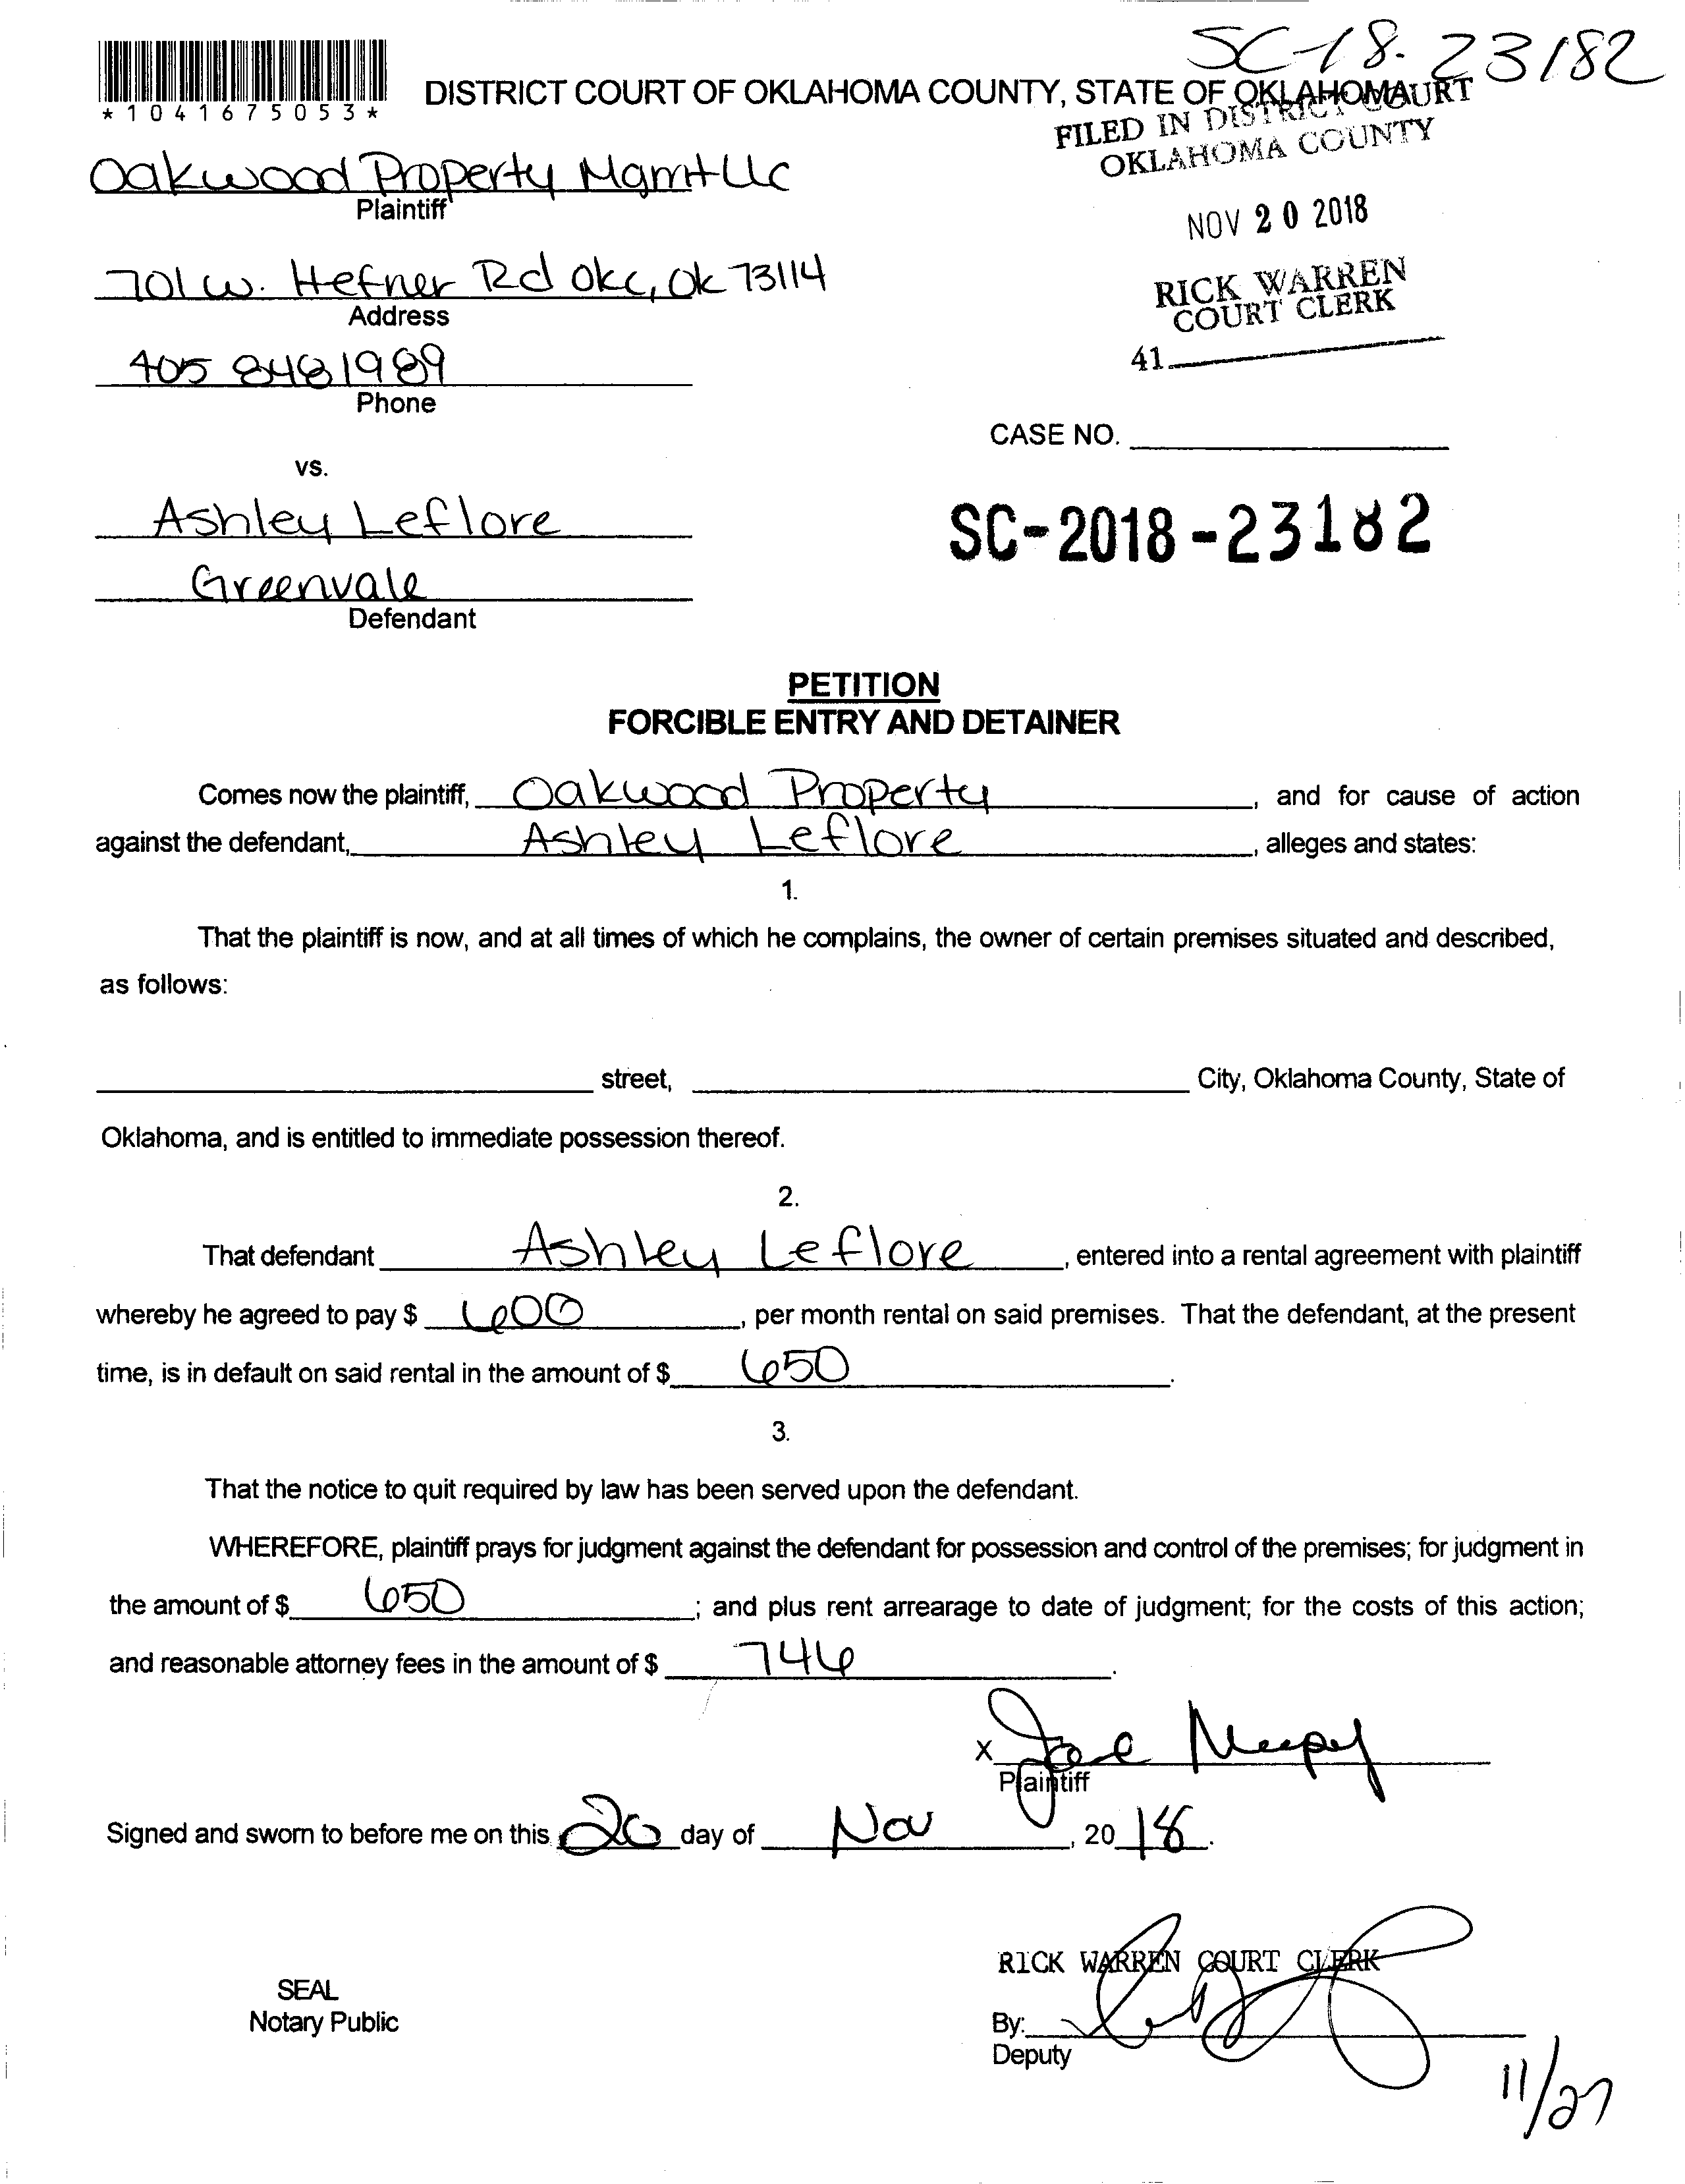 SC-18-23182
*1041675053*
DISTRICT COURT OF OKLAHOMA COUNTY, STATE OF OKLAHOMA
FILED IN DISTRICT COURT
OKLAHOMA COUNTY
Oakwood Property Mgmt LLC
Plaintiff
NOV 20 2018
701 W. Hefner Rd OKC, OK 73114
Address
RICK WARREN
COURT CLERK
41
405 848 1989
Phone
CASE NO.
vs.
Ashley Leflore
SC-2018-23182
Greenvale
Defendant
PETITION
FORCIBLE ENTRY AND DETAINER
Comes now the plaintiff, Oakwood Property, and for cause of action
against the defendant, Ashley Leflore, alleges and states:
1.
That the plaintiff is now, and at all times of which he complains, the owner of certain premises situated and described,
as follows:
street, City, Oklahoma County, State of
Oklahoma, and is entitled to immediate possession thereof.
2.
That defendant Ashley Leflore, entered into a rental agreement with plaintiff
whereby he agreed to pay $ 600, per month rental on said premises. That the defendant, at the present
time, is in default on said rental in the amount of $ 650.
3.
That the notice to quit required by law has been served upon the defendant.
WHEREFORE, plaintiff prays for judgment against the defendant for possession and control of the premises; for judgment in
the amount of $ 650; and plus rent arrearage to date of judgment; for the costs of this action;
and reasonable attorney fees in the amount of $ 746.
X
Plaintiff
Signed and sworn to before me on this 20 day of Nov, 2018.
RICK WARREN COURT CLERK
SEAL
Notary Public
By:
Deputy
11/27